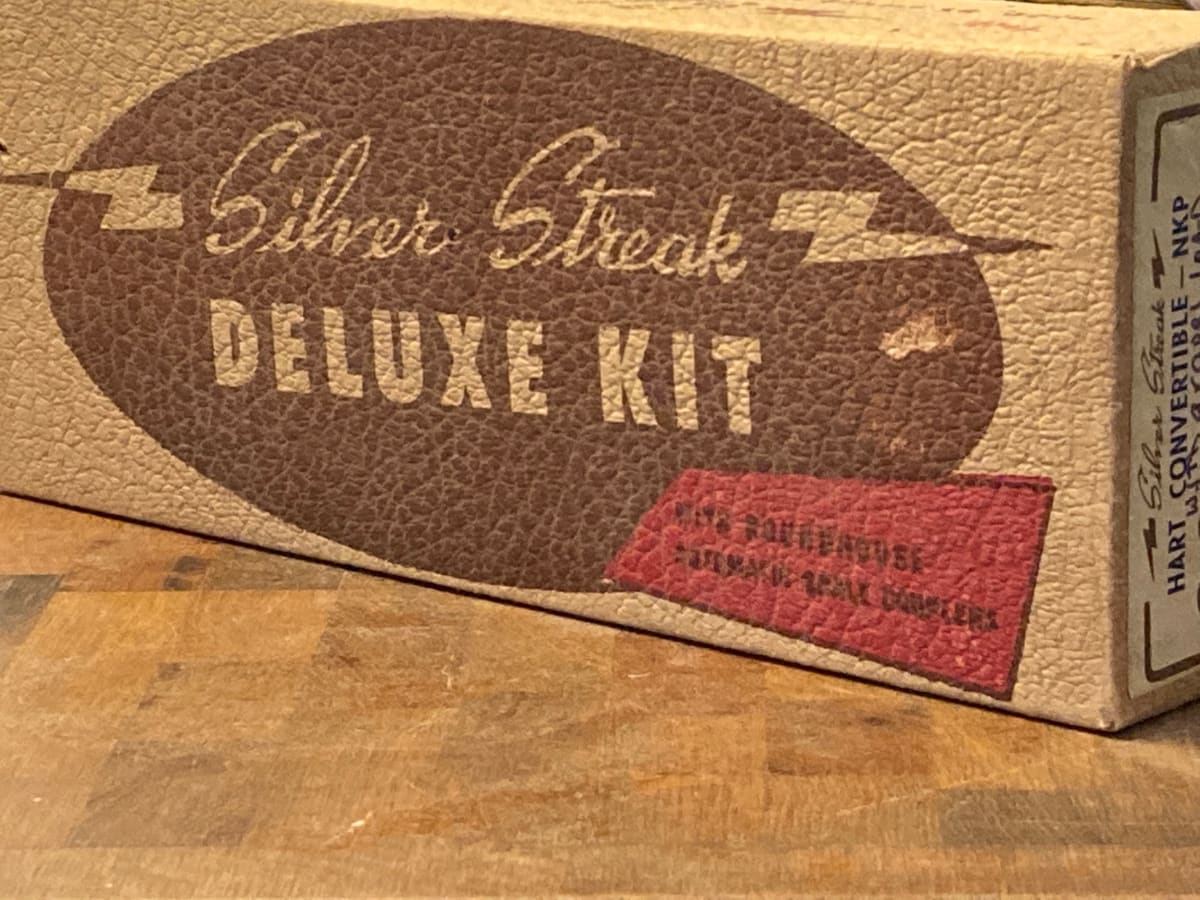 Silver Streak
DELUXE KIT
WITH ROUNDHOUSE
AUTOMATIC SCALE COUPLERS
Silver Streak
HART CONVERTIBLE — NKP